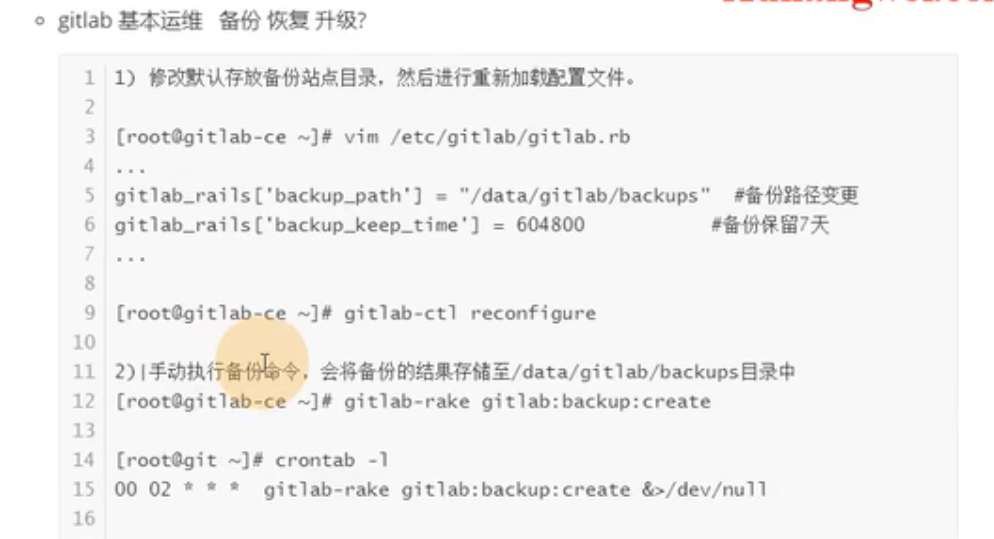 gitlab 基本运维 备份 恢复 升级?
1 1) 修改默认存放备份站点目录，然后进行重新加载配置文件。
2
3 [root@gitlab-ce ~]# vim /etc/gitlab/gitlab.rb
4 ...
5 gitlab_rails['backup_path'] = "/data/gitlab/backups" #备份路径变更
6 gitlab_rails['backup_keep_time'] = 604800 #备份保留7天
7 ...
8
9 [root@gitlab-ce ~]# gitlab-ctl reconfigure
10
11 2)|手动执行备份命令，会将备份的结果存储至/data/gitlab/backups目录中
12 [root@gitlab-ce ~]# gitlab-rake gitlab:backup:create
13
14 [root@git ~]# crontab -l
15 00 02 * * * gitlab-rake gitlab:backup:create &>/dev/null
16